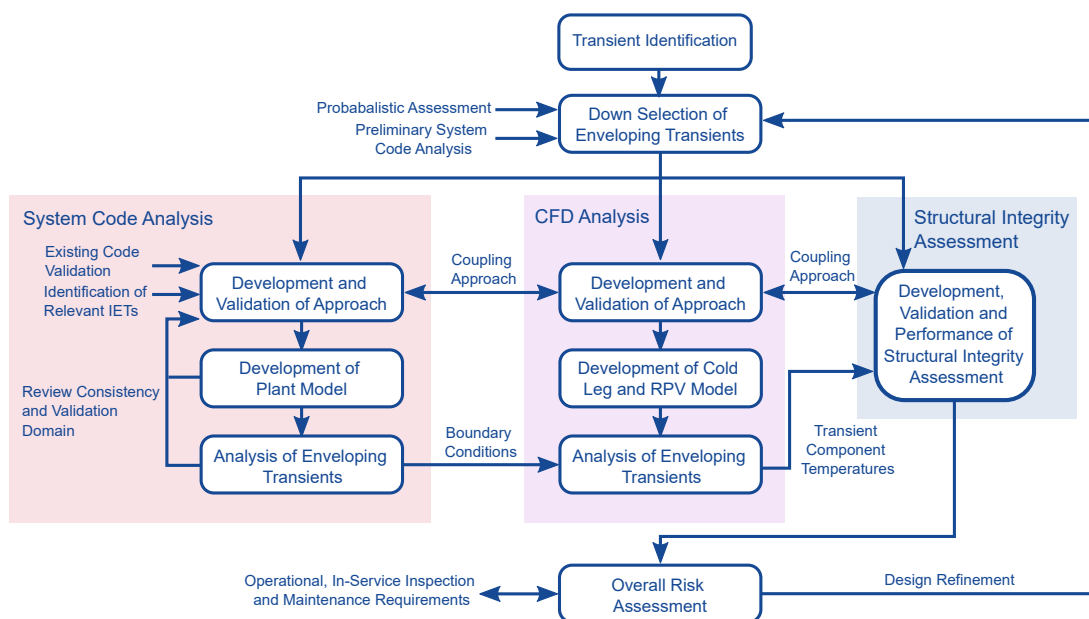 Transient Identification
Probabalistic Assessment
Preliminary System
Code Analysis
Down Selection of
Enveloping Transients
System Code Analysis
CFD Analysis
Structural Integrity
Assessment
Existing Code
Validation
Identification of
Relevant IETs
Development and
Validation of Approach
Coupling
Approach
Development and
Validation of Approach
Coupling
Approach
Development,
Validation and
Performance of
Structural Integrity
Assessment
Review Consistency
and Validation
Domain
Development of
Plant Model
Development of Cold
Leg and RPV Model
Analysis of Enveloping
Transients
Boundary
Conditions
Analysis of Enveloping
Transients
Transient
Component
Temperatures
Operational, In-Service Inspection
and Maintenance Requirements
Overall Risk
Assessment
Design Refinement